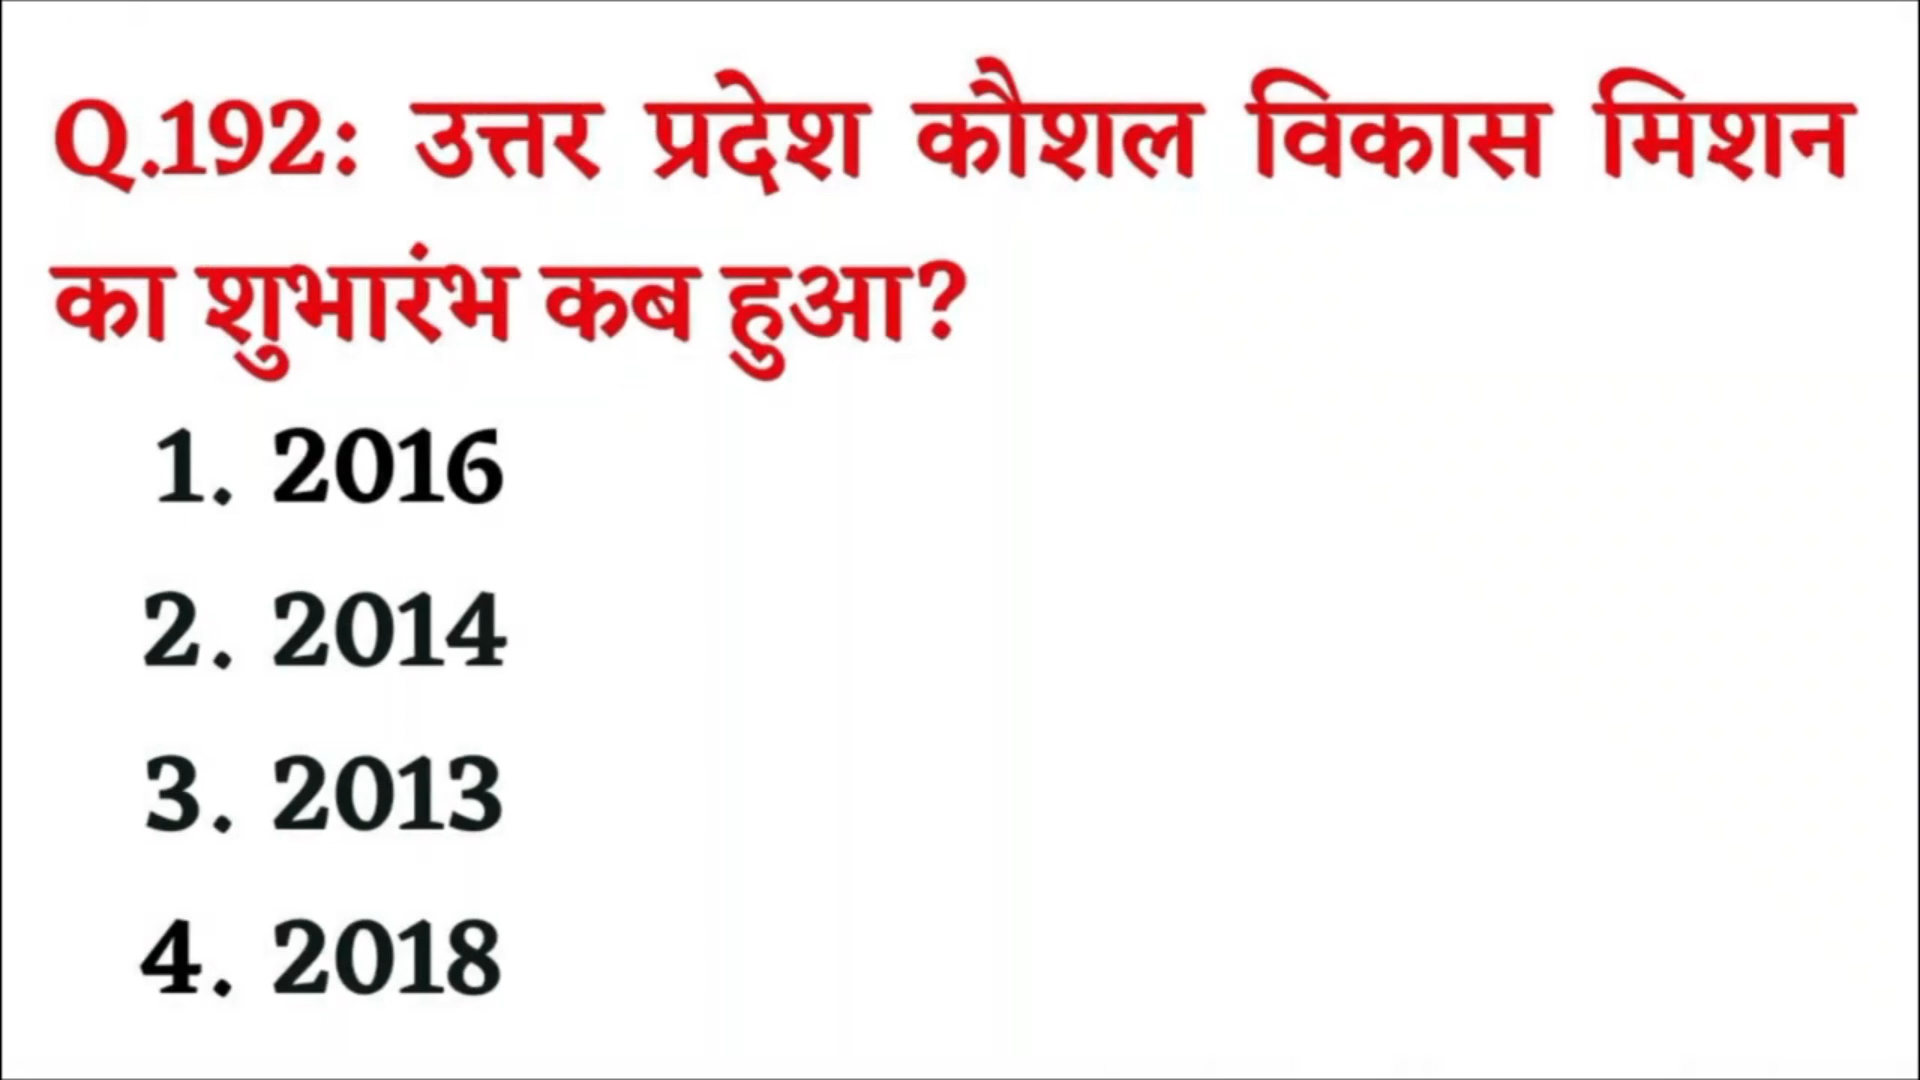 Q.192: उत्तर प्रदेश कौशल विकास मिशन
का शुभारंभ कब हुआ?
1. 2016
2. 2014
3. 2013
4. 2018